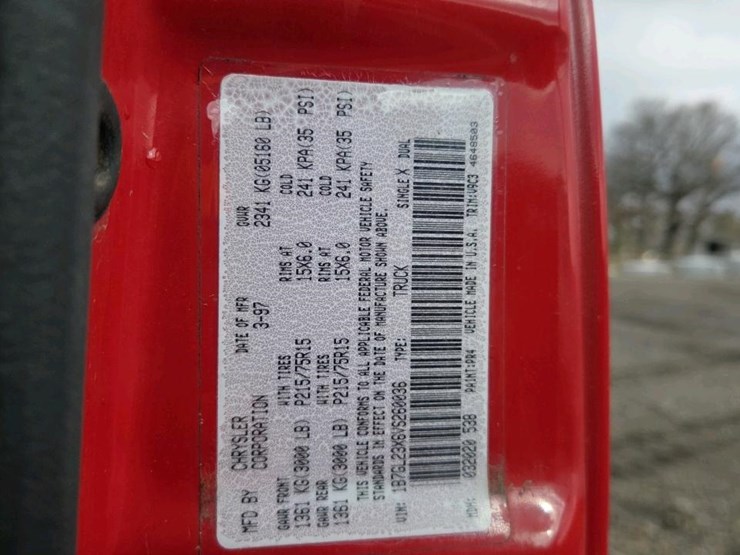 MFD BY CHRYSLER CORPORATION DATE OF MFR 3-97 GVWR 2341 KG(05160 LB)
GAWR FRONT WITH TIRES RIMS AT COLD
1361 KG(3000 LB) P215/75R15 15X6.0 241 KPA(35 PSI)
GAWR REAR WITH TIRES RIMS AT COLD
1361 KG(3000 LB) P215/75R15 15X6.0 241 KPA(35 PSI)
THIS VEHICLE CONFORMS TO ALL APPLICABLE FEDERAL MOTOR VEHICLE SAFETY
STANDARDS IN EFFECT ON THE DATE OF MANUFACTURE SHOWN ABOVE.
VIN: 1B7GL23X6VS260036 TYPE: TRUCK SINGLE X DUAL
MDH: 032020 538 PAINT:PR4 VEHICLE MADE IN U.S.A. TRIM:V9C3 4648503